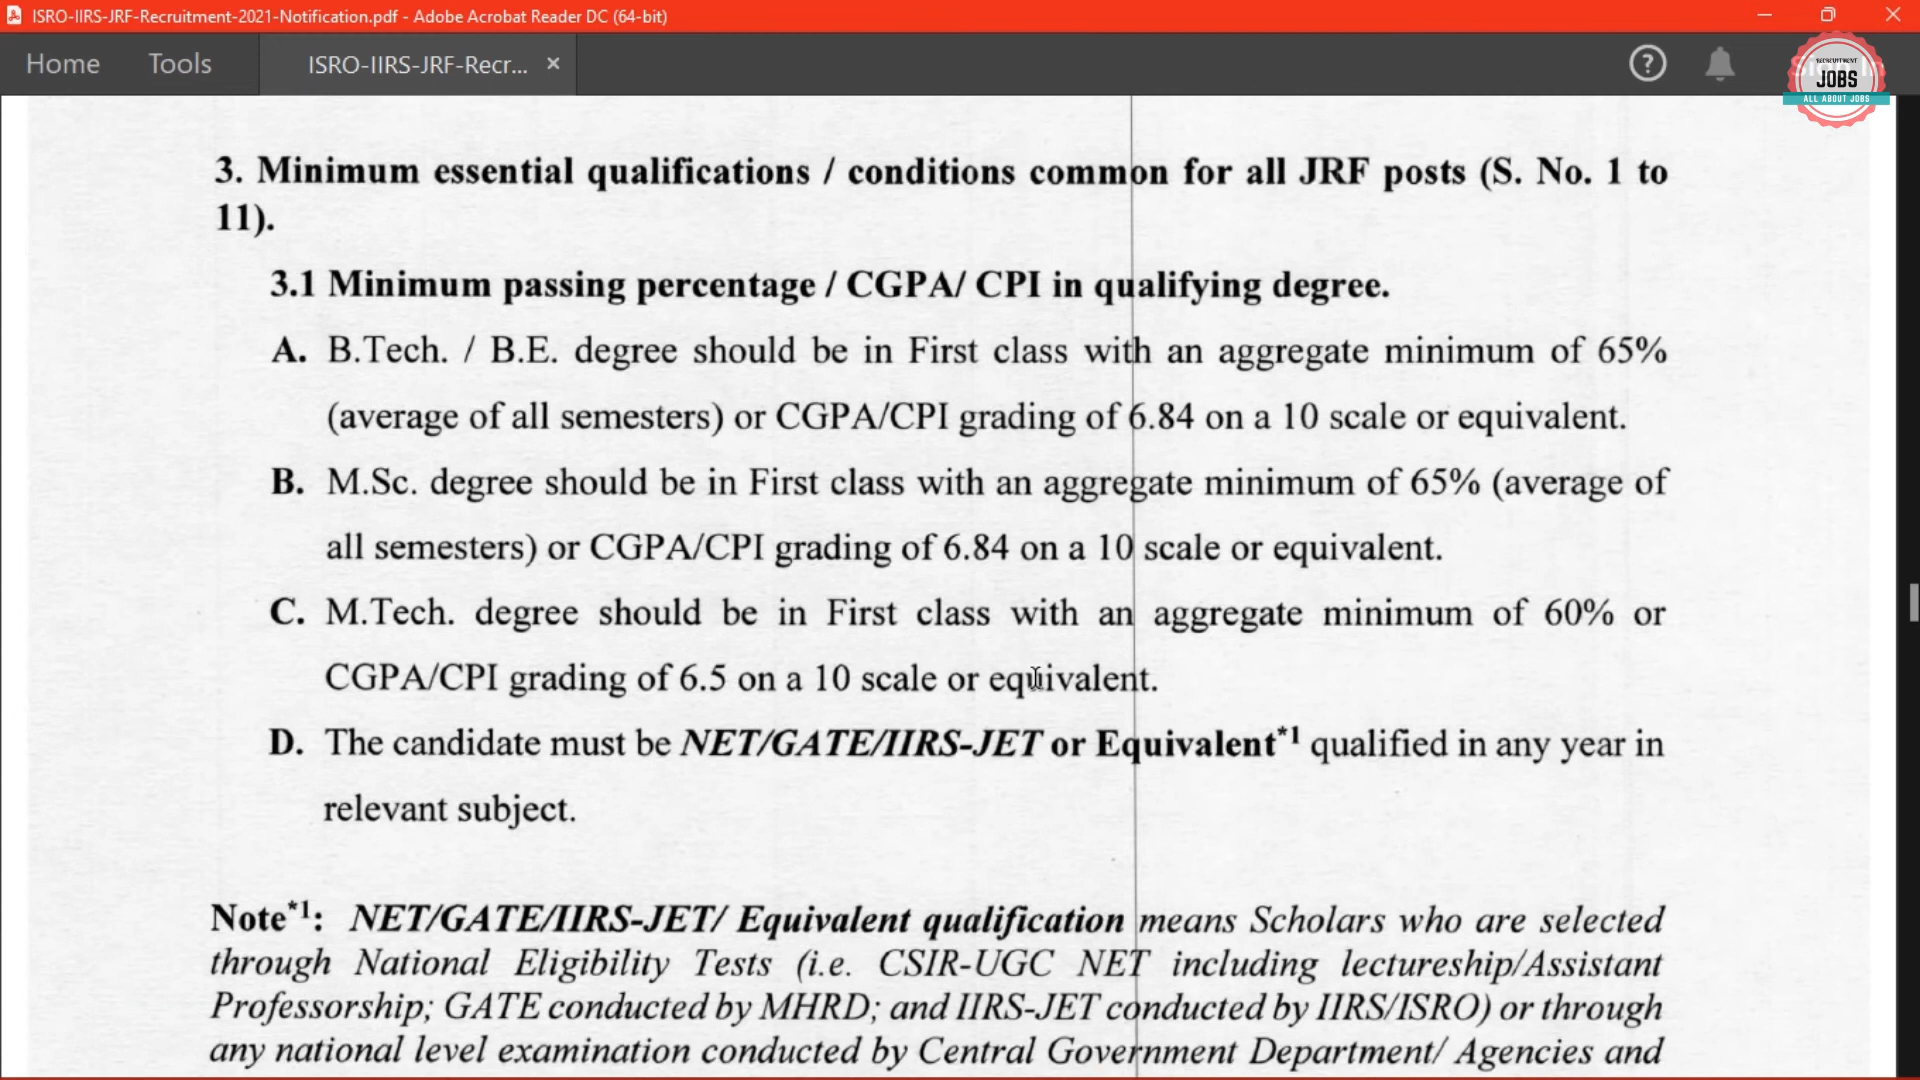 ISRO-IIRS-JRF-Recruitment-2021-Notification.pdf - Adobe Acrobat Reader DC (64-bit)
Home Tools ISRO-IIRS-JRF-Recr... ×
RECRUITMENT
JOBS
ALL ABOUT JOBS
3. Minimum essential qualifications / conditions common for all JRF posts (S. No. 1 to
11).
3.1 Minimum passing percentage / CGPA/ CPI in qualifying degree.
A. B.Tech. / B.E. degree should be in First class with an aggregate minimum of 65%
(average of all semesters) or CGPA/CPI grading of 6.84 on a 10 scale or equivalent.
B. M.Sc. degree should be in First class with an aggregate minimum of 65% (average of
all semesters) or CGPA/CPI grading of 6.84 on a 10 scale or equivalent.
C. M.Tech. degree should be in First class with an aggregate minimum of 60% or
CGPA/CPI grading of 6.5 on a 10 scale or equivalent.
D. The candidate must be NET/GATE/IIRS-JET or Equivalent*1 qualified in any year in
relevant subject.
Note*1: NET/GATE/IIRS-JET/ Equivalent qualification means Scholars who are selected
through National Eligibility Tests (i.e. CSIR-UGC NET including lectureship/Assistant
Professorship; GATE conducted by MHRD; and IIRS-JET conducted by IIRS/ISRO) or through
any national level examination conducted by Central Government Department/ Agencies and